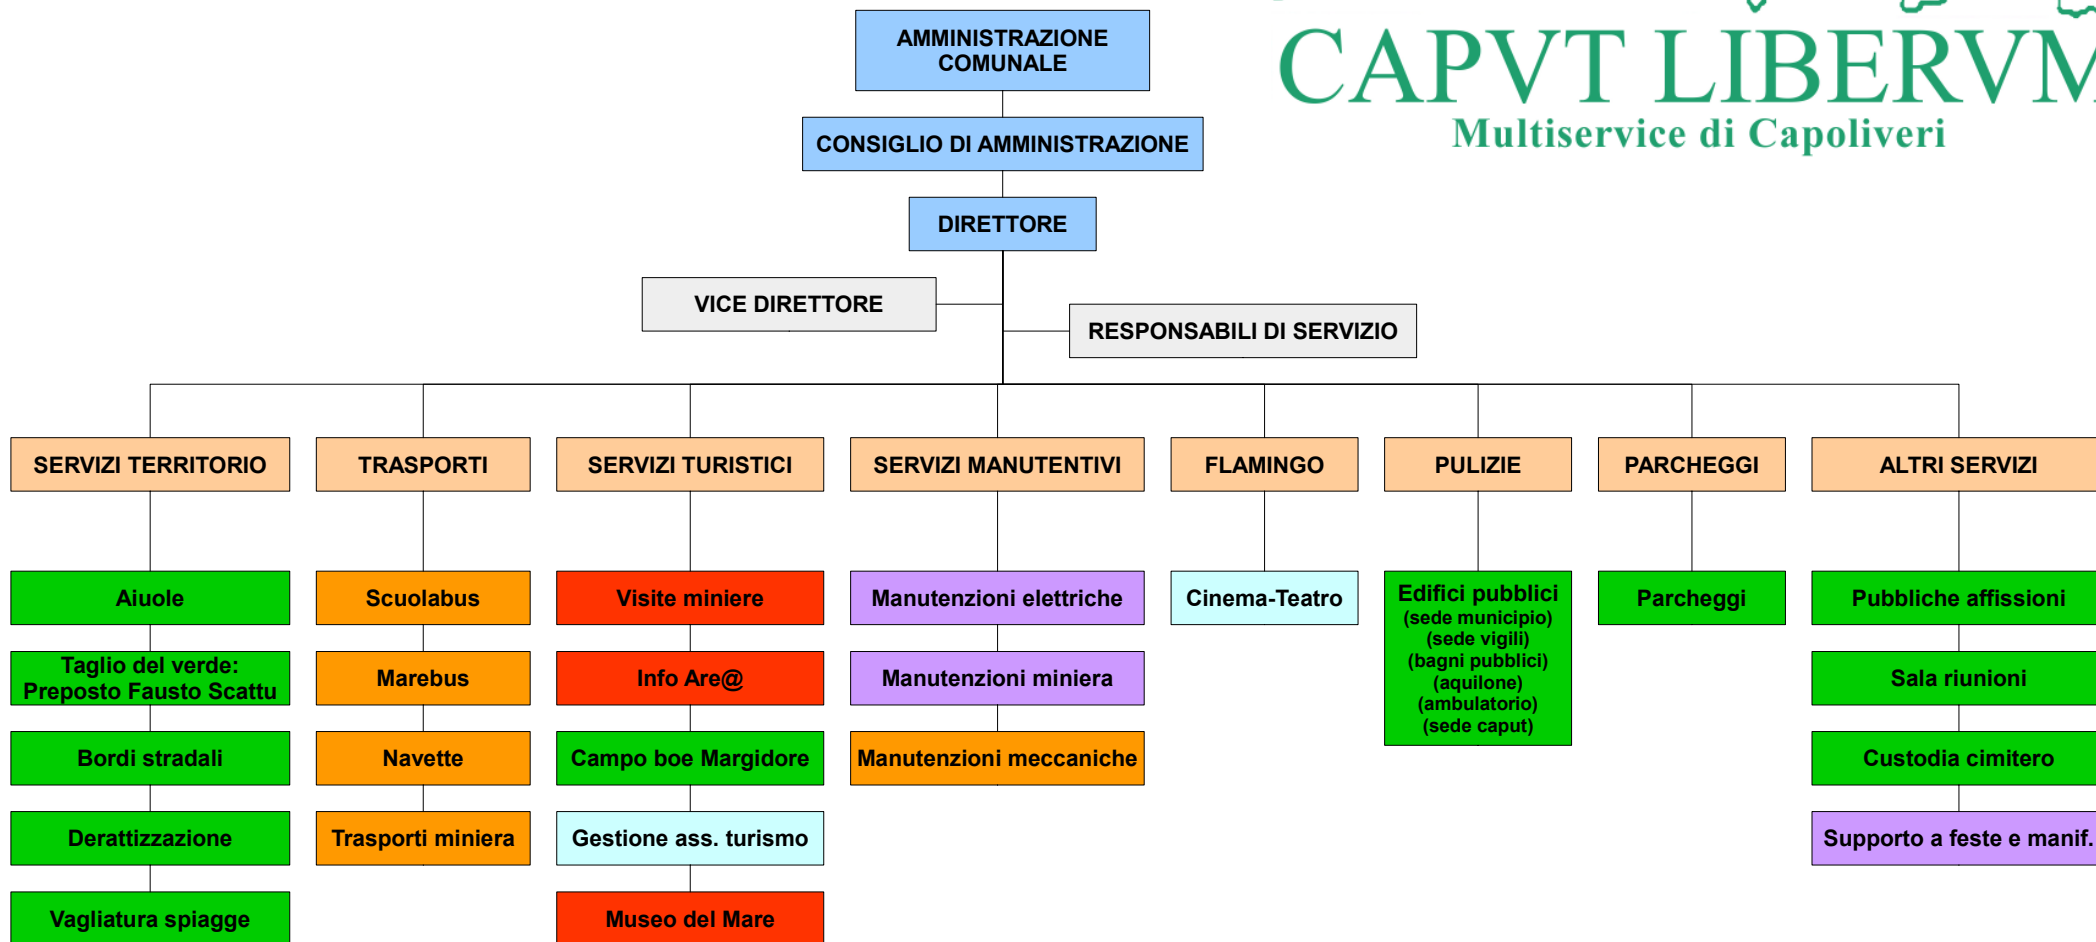 AMMINISTRAZIONE
COMUNALE
CAPVT LIBERVM
Multiservice di Capoliveri
CONSIGLIO DI AMMINISTRAZIONE
DIRETTORE
VICE DIRETTORE
RESPONSABILI DI SERVIZIO
SERVIZI TERRITORIO
TRASPORTI
SERVIZI TURISTICI
SERVIZI MANUTENTIVI
FLAMINGO
PULIZIE
PARCHEGGI
ALTRI SERVIZI
Aiuole
Taglio del verde:
Preposto Fausto Scattu
Bordi stradali
Derattizzazione
Vagliatura spiagge
Scuolabus
Marebus
Navette
Trasporti miniera
Visite miniere
Info Are@
Campo boe Margidore
Gestione ass. turismo
Museo del Mare
Manutenzioni elettriche
Manutenzioni miniera
Manutenzioni meccaniche
Cinema-Teatro
Edifici pubblici
(sede municipio)
(sede vigili)
(bagni pubblici)
(aquilone)
(ambulatorio)
(sede caput)
Parcheggi
Pubbliche affissioni
Sala riunioni
Custodia cimitero
Supporto a feste e manif.